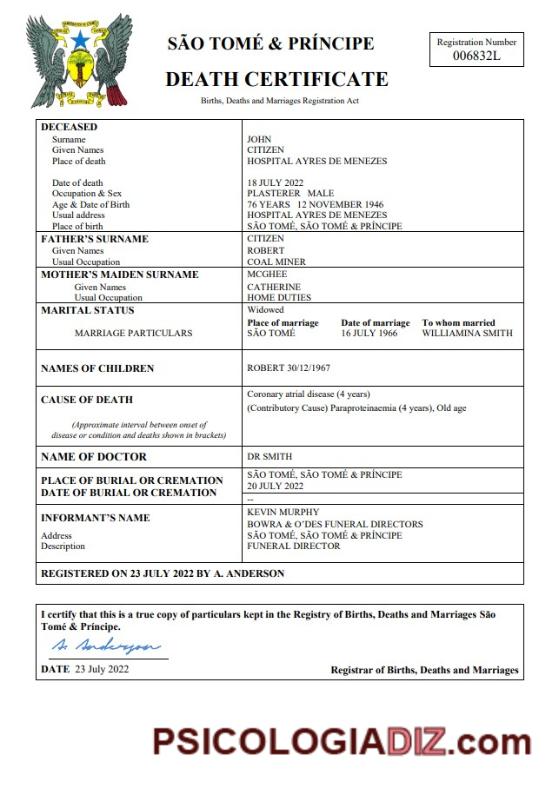 SÃO TOMÉ & PRÍNCIPE
DEATH CERTIFICATE
Births, Deaths and Marriages Registration Act
Registration Number
006832L
DECEASED
Surname JOHN
Given Names CITIZEN
Place of death HOSPITAL AYRES DE MENEZES
Date of death 18 JULY 2022
Occupation & Sex PLASTERER MALE
Age & Date of Birth 76 YEARS 12 NOVEMBER 1946
Usual address HOSPITAL AYRES DE MENEZES
Place of birth SÃO TOMÉ, SÃO TOMÉ & PRÍNCIPE
FATHER'S SURNAME CITIZEN
Given Names ROBERT
Usual Occupation COAL MINER
MOTHER'S MAIDEN SURNAME MCGHEE
Given Names CATHERINE
Usual Occupation HOME DUTIES
MARITAL STATUS Widowed
Place of marriage Date of marriage To whom married
MARRIAGE PARTICULARS SÃO TOMÉ 16 JULY 1966 WILLIAMINA SMITH
NAMES OF CHILDREN ROBERT 30/12/1967
CAUSE OF DEATH Coronary atrial disease (4 years)
(Contributory Cause) Paraproteinaemia (4 years), Old age
(Approximate interval between onset of
disease or condition and deaths shown in brackets)
NAME OF DOCTOR DR SMITH
PLACE OF BURIAL OR CREMATION SÃO TOMÉ, SÃO TOMÉ & PRÍNCIPE
DATE OF BURIAL OR CREMATION 20 JULY 2022
--
INFORMANT'S NAME KEVIN MURPHY
BOWRA & O'DES FUNERAL DIRECTORS
Address SÃO TOMÉ, SÃO TOMÉ & PRÍNCIPE
Description FUNERAL DIRECTOR
REGISTERED ON 23 JULY 2022 BY A. ANDERSON
I certify that this is a true copy of particulars kept in the Registry of Births, Deaths and Marriages São
Tomé & Príncipe.
A. Anderson
DATE 23 July 2022
Registrar of Births, Deaths and Marriages
PSICOLOGIADIZ.com